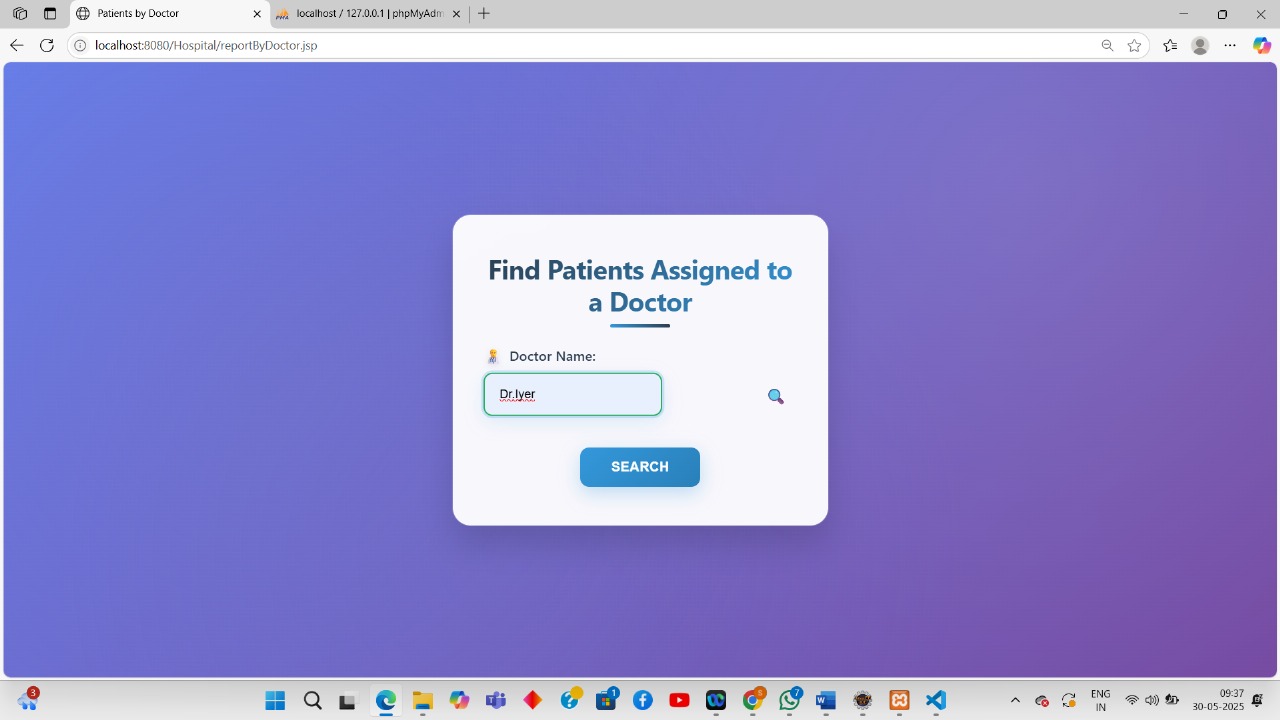 Patients by Doctor
localhost / 127.0.0.1 | phpMyAdm
localhost:8080/Hospital/reportByDoctor.jsp
Find Patients Assigned to
a Doctor
Doctor Name:
Dr.Iyer
SEARCH
3
1
6
7
ENG
IN
09:37
30-05-2025